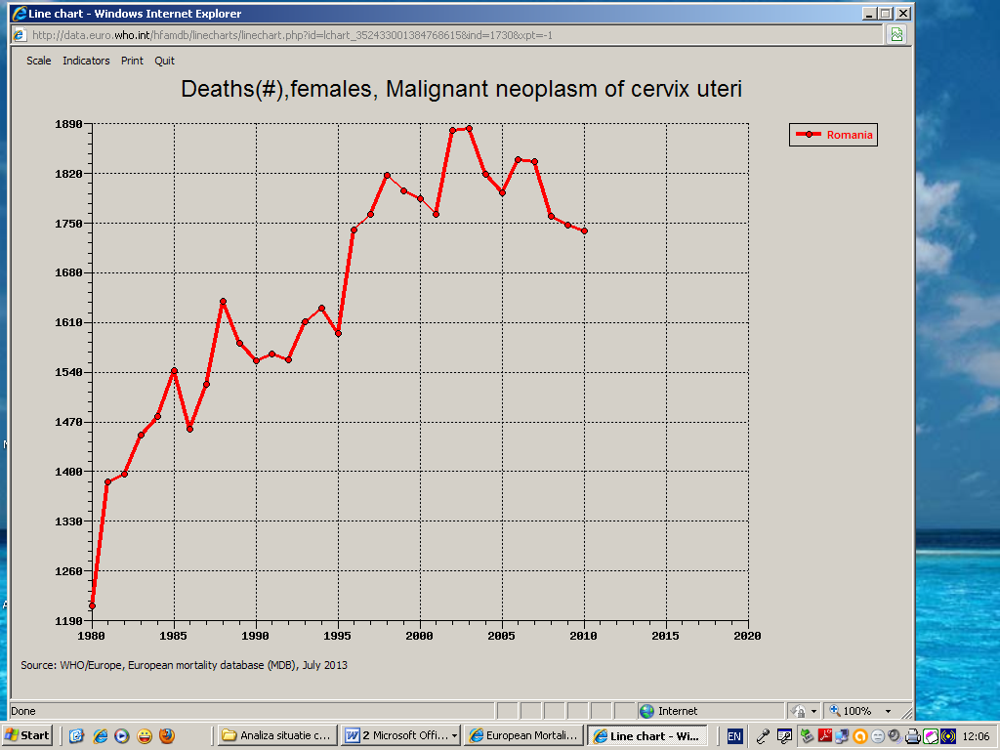 Line chart - Windows Internet Explorer
http://data.euro.who.int/hfamdb/linecharts/linechart.php?id=lchart_3524330013847686158&ind=1730&xpt=-1
Scale Indicators Print Quit
Deaths(#),females, Malignant neoplasm of cervix uteri
Romania
1890
1820
1750
1680
1610
1540
1470
1400
1330
1260
1190
1980 1985 1990 1995 2000 2005 2010 2015 2020
Source: WHO/Europe, European mortality database (MDB), July 2013
Done Internet 100%
Start Analiza situatie c... 2 Microsoft Offi... European Mortali... Line chart - Wi... EN 12:06